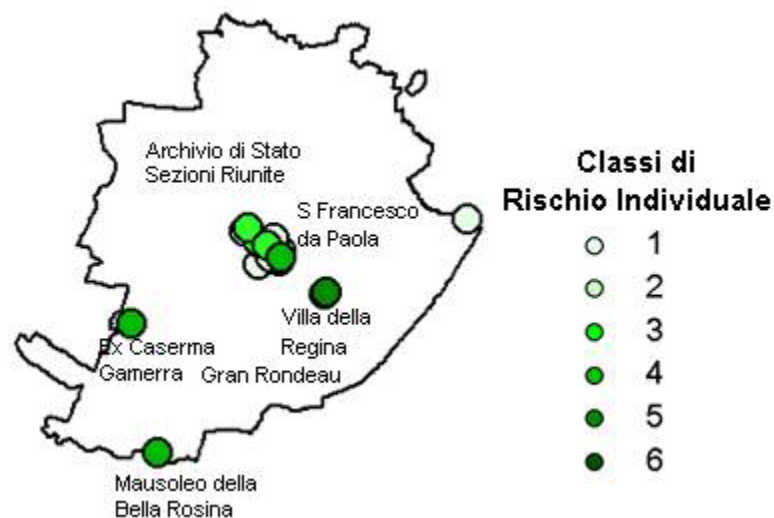 Archivio di Stato
Sezioni Riunite
S Francesco
da Paola
Villa della
Regina
Ex Caserma
Gamerra
Gran Rondeau
Mausoleo della
Bella Rosina
Classi di
Rischio Individuale
1
2
3
4
5
6